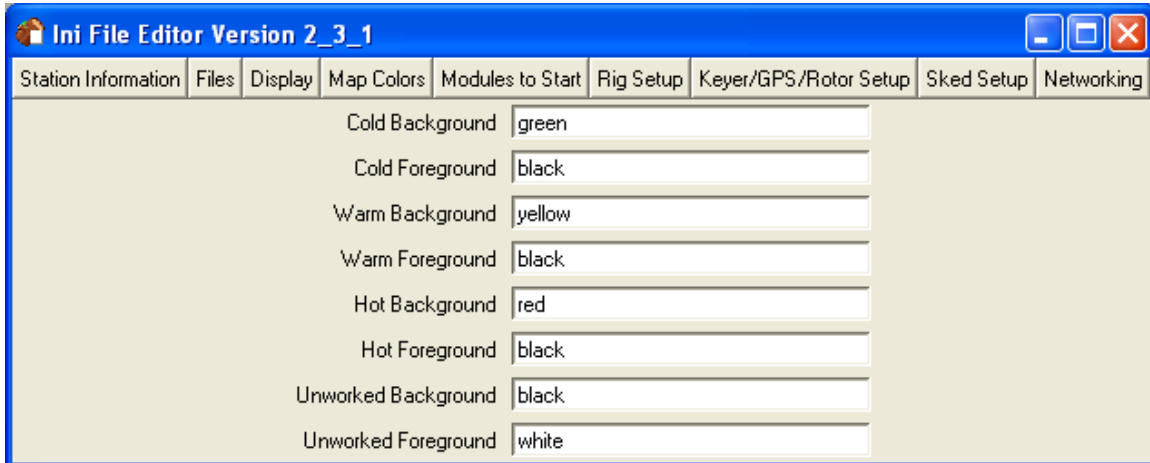 Ini File Editor Version 2_3_1
Station Information Files Display Map Colors Modules to Start Rig Setup Keyer/GPS/Rotor Setup Sked Setup Networking
Cold Background green
Cold Foreground black
Warm Background yellow
Warm Foreground black
Hot Background red
Hot Foreground black
Unworked Background black
Unworked Foreground white